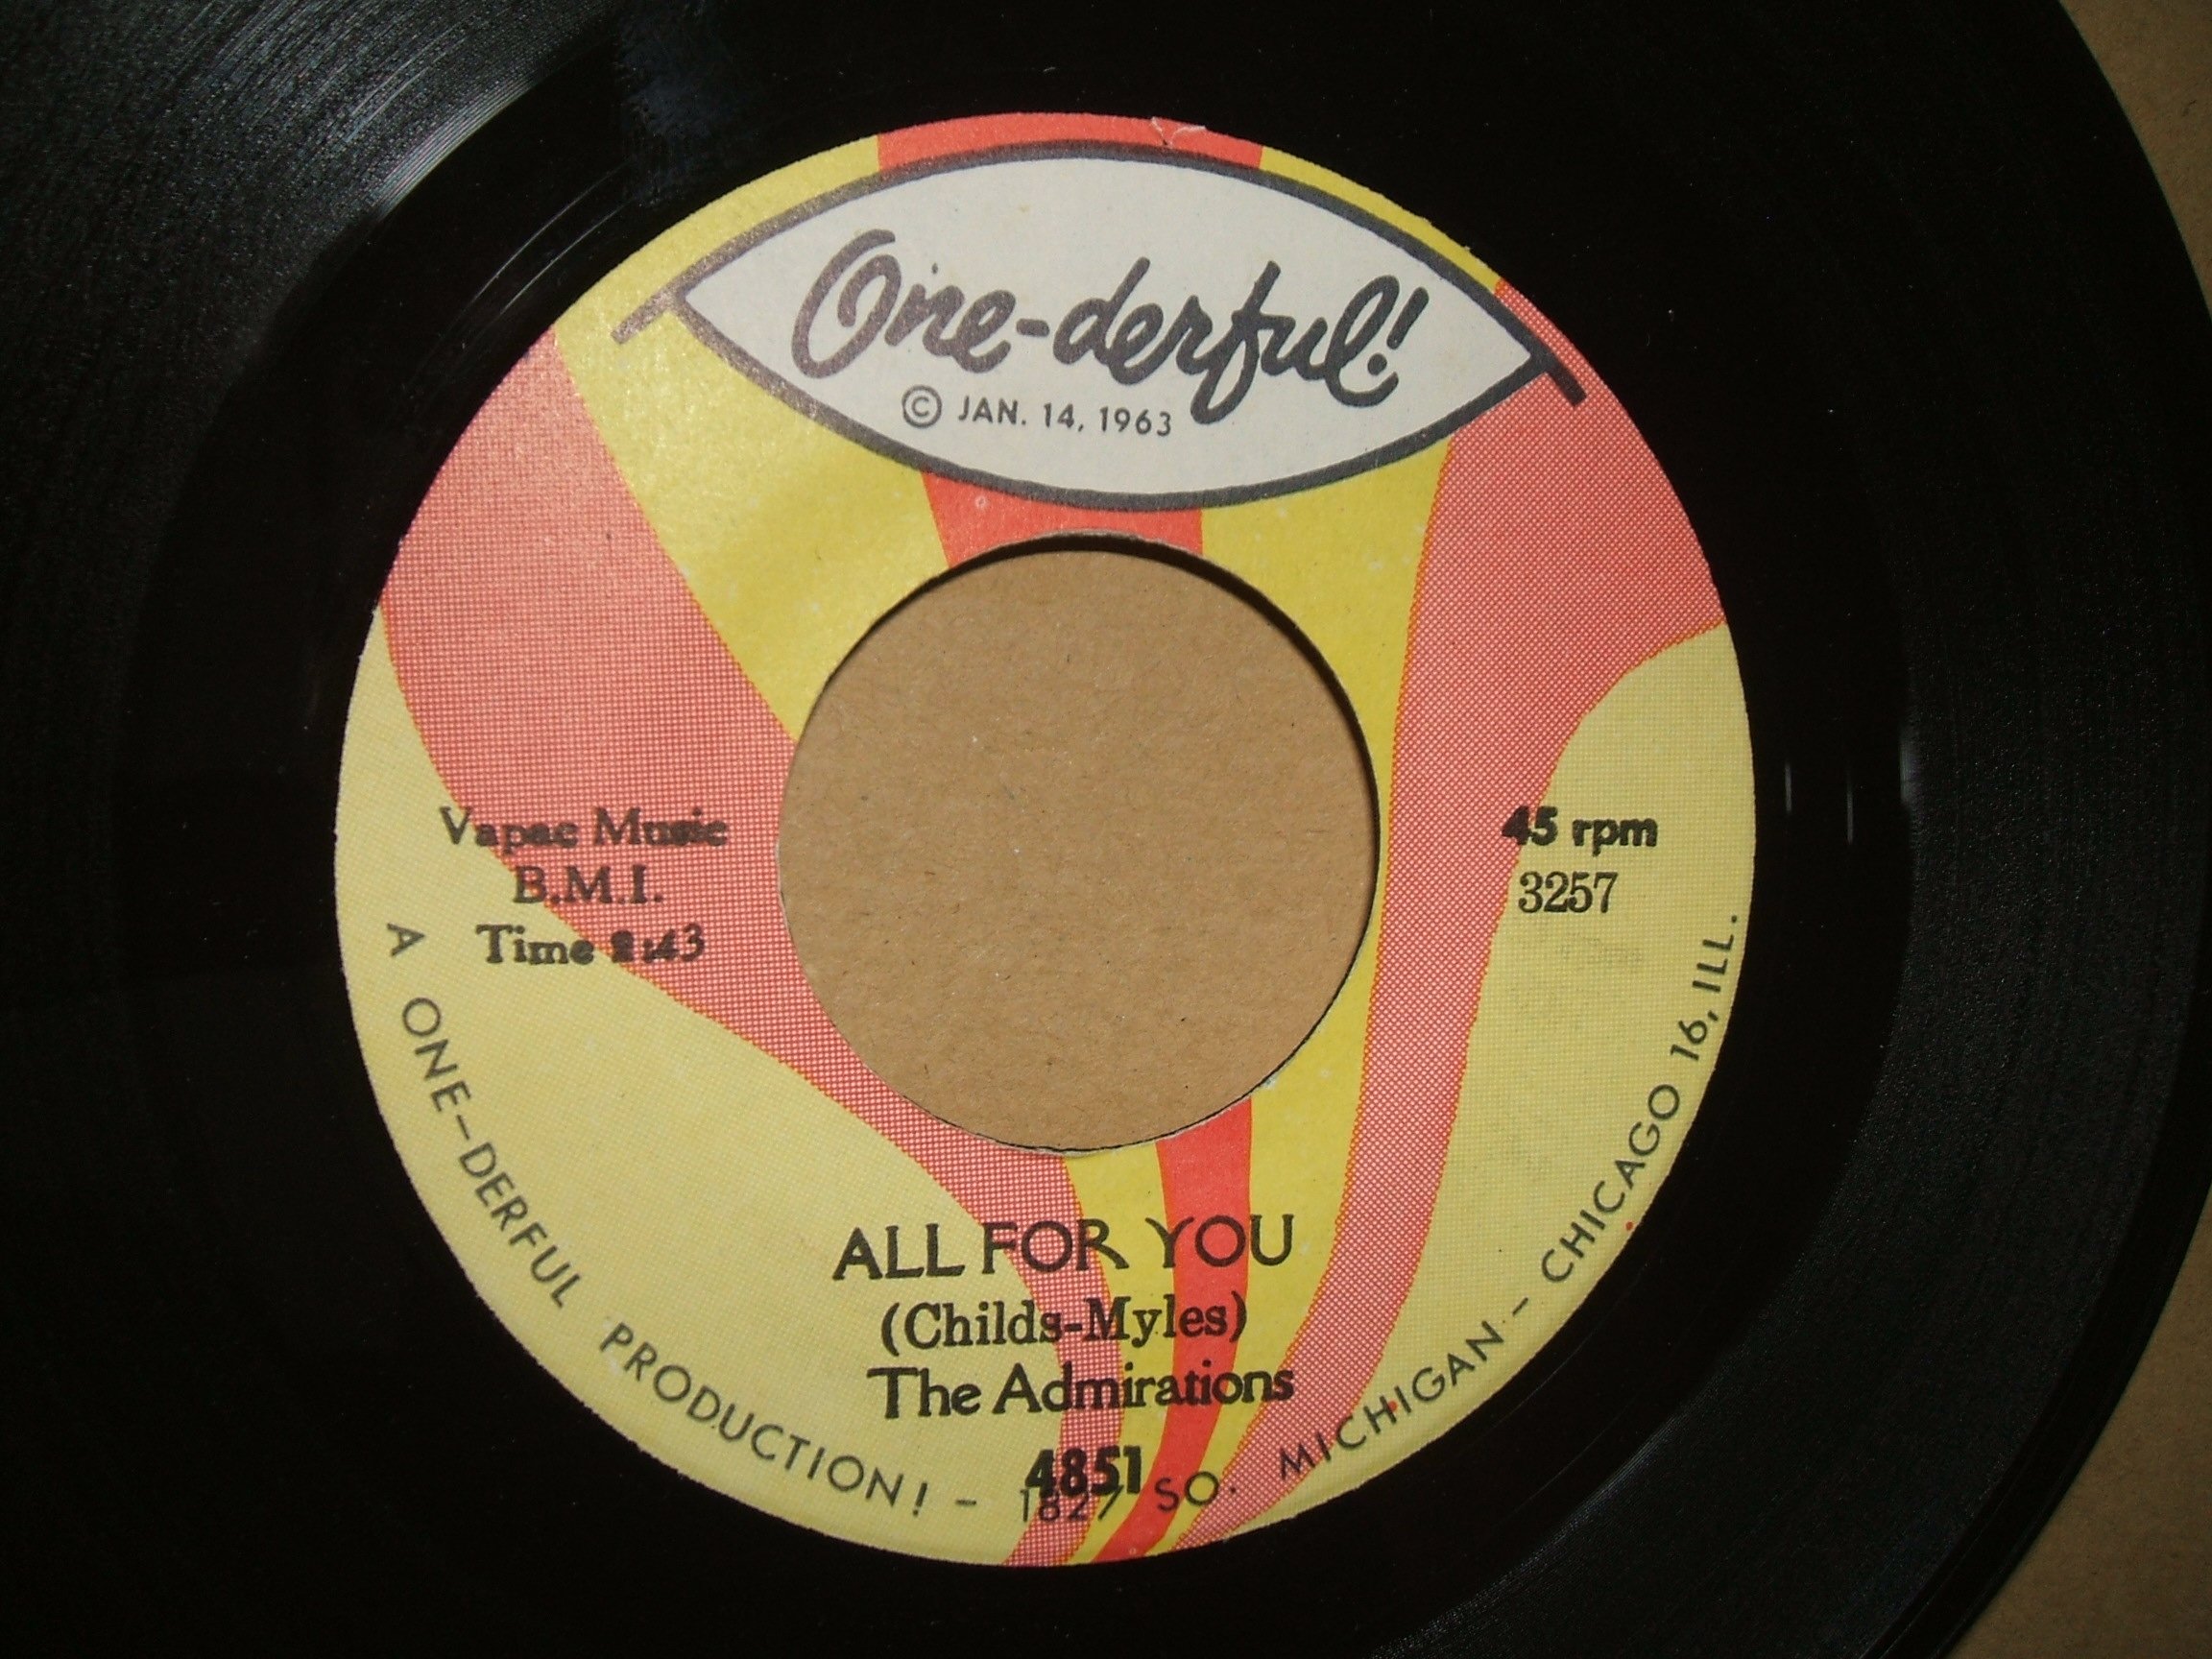 One-derful!
© JAN. 14, 1963
Vapac Music
B.M.I.
Time 2:43
45 rpm
3257
ALL FOR YOU
(Childs-Myles)
The Admirations
4851
A ONE-DERFUL PRODUCTION! - 1827 SO. MICHIGAN - CHICAGO 16, ILL.